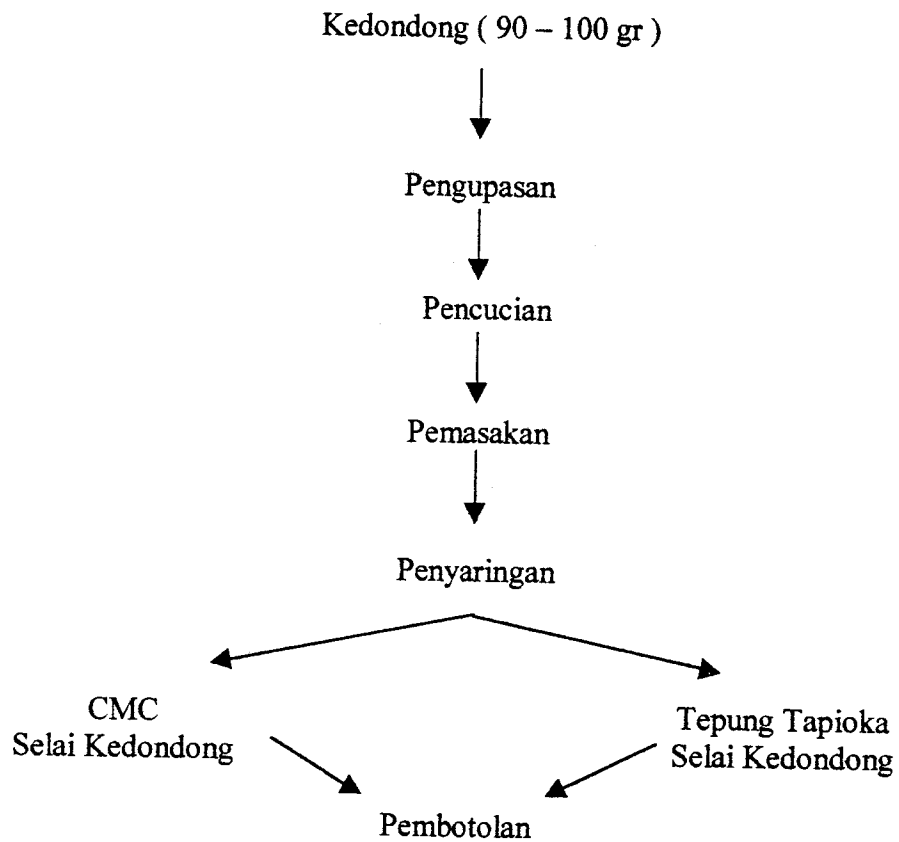 Kedondong ( 90 – 100 gr )
Pengupasan
Pencucian
Pemasakan
Penyaringan
CMC
Selai Kedondong
Tepung Tapioka
Selai Kedondong
Pembotolan